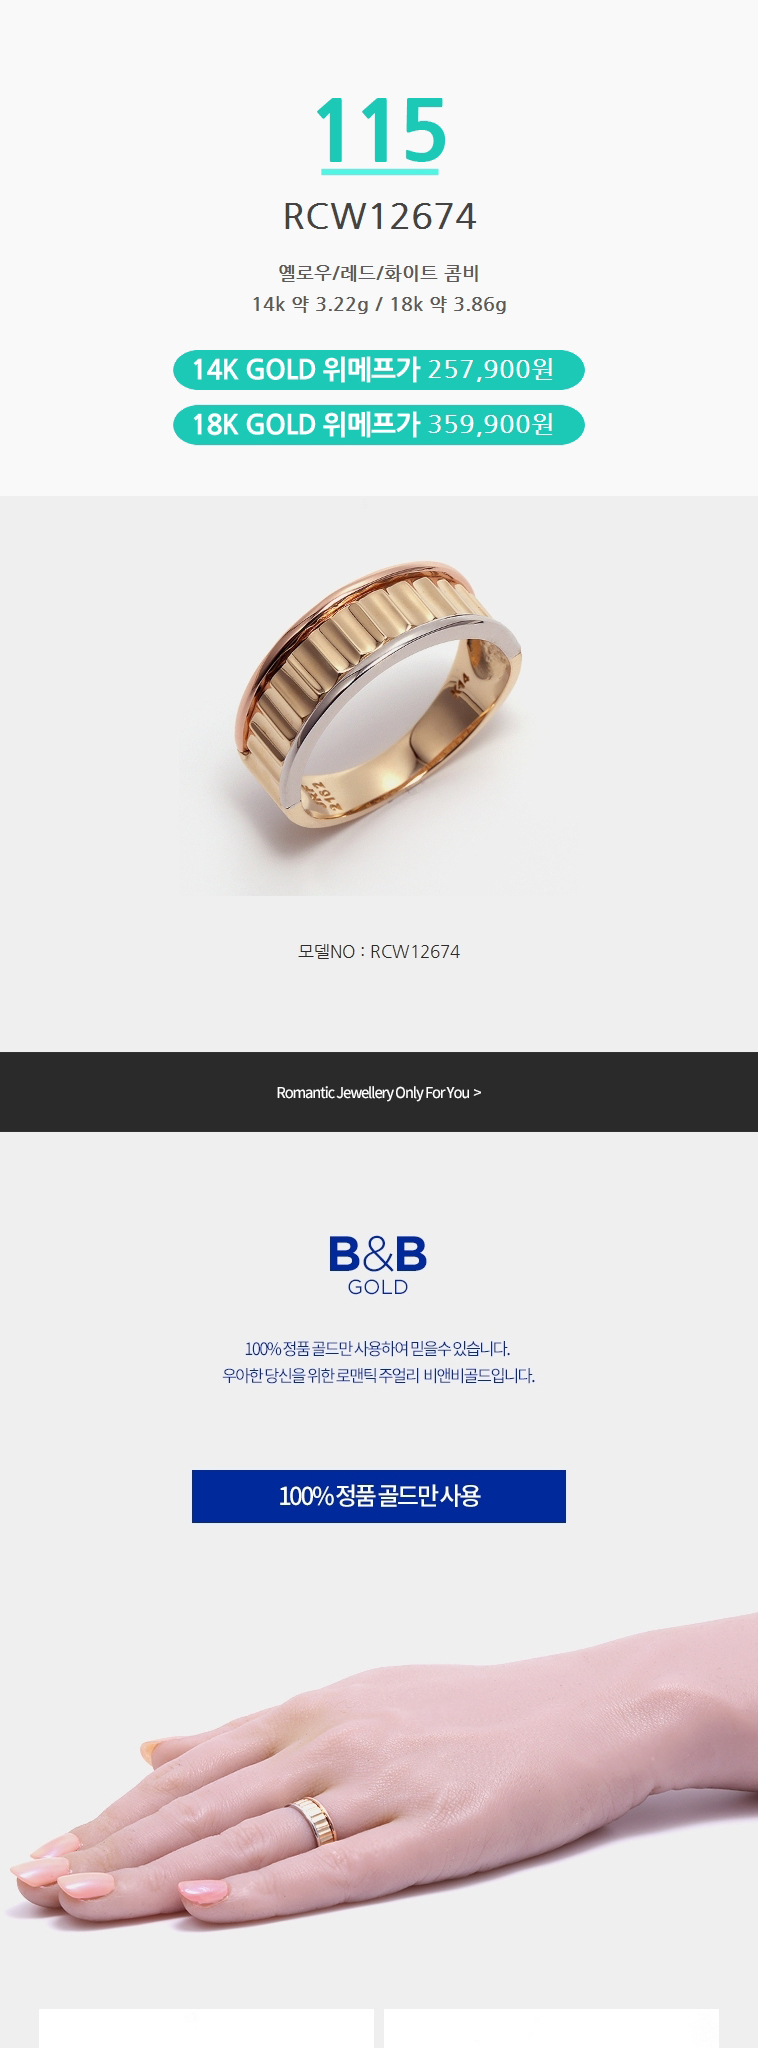 115
RCW12674
옐로우/레드/화이트 콤비
14k 약 3.22g / 18k 약 3.86g
14K GOLD 위메프가 257,900원
18K GOLD 위메프가 359,900원
K14
2162
모델NO : RCW12674
Romantic Jewellery Only For You >
B&B
GOLD
100% 정품 골드만 사용하여 믿을수 있습니다.
우아한 당신을 위한 로맨틱 주얼리 비앤비골드입니다.
100% 정품 골드만 사용